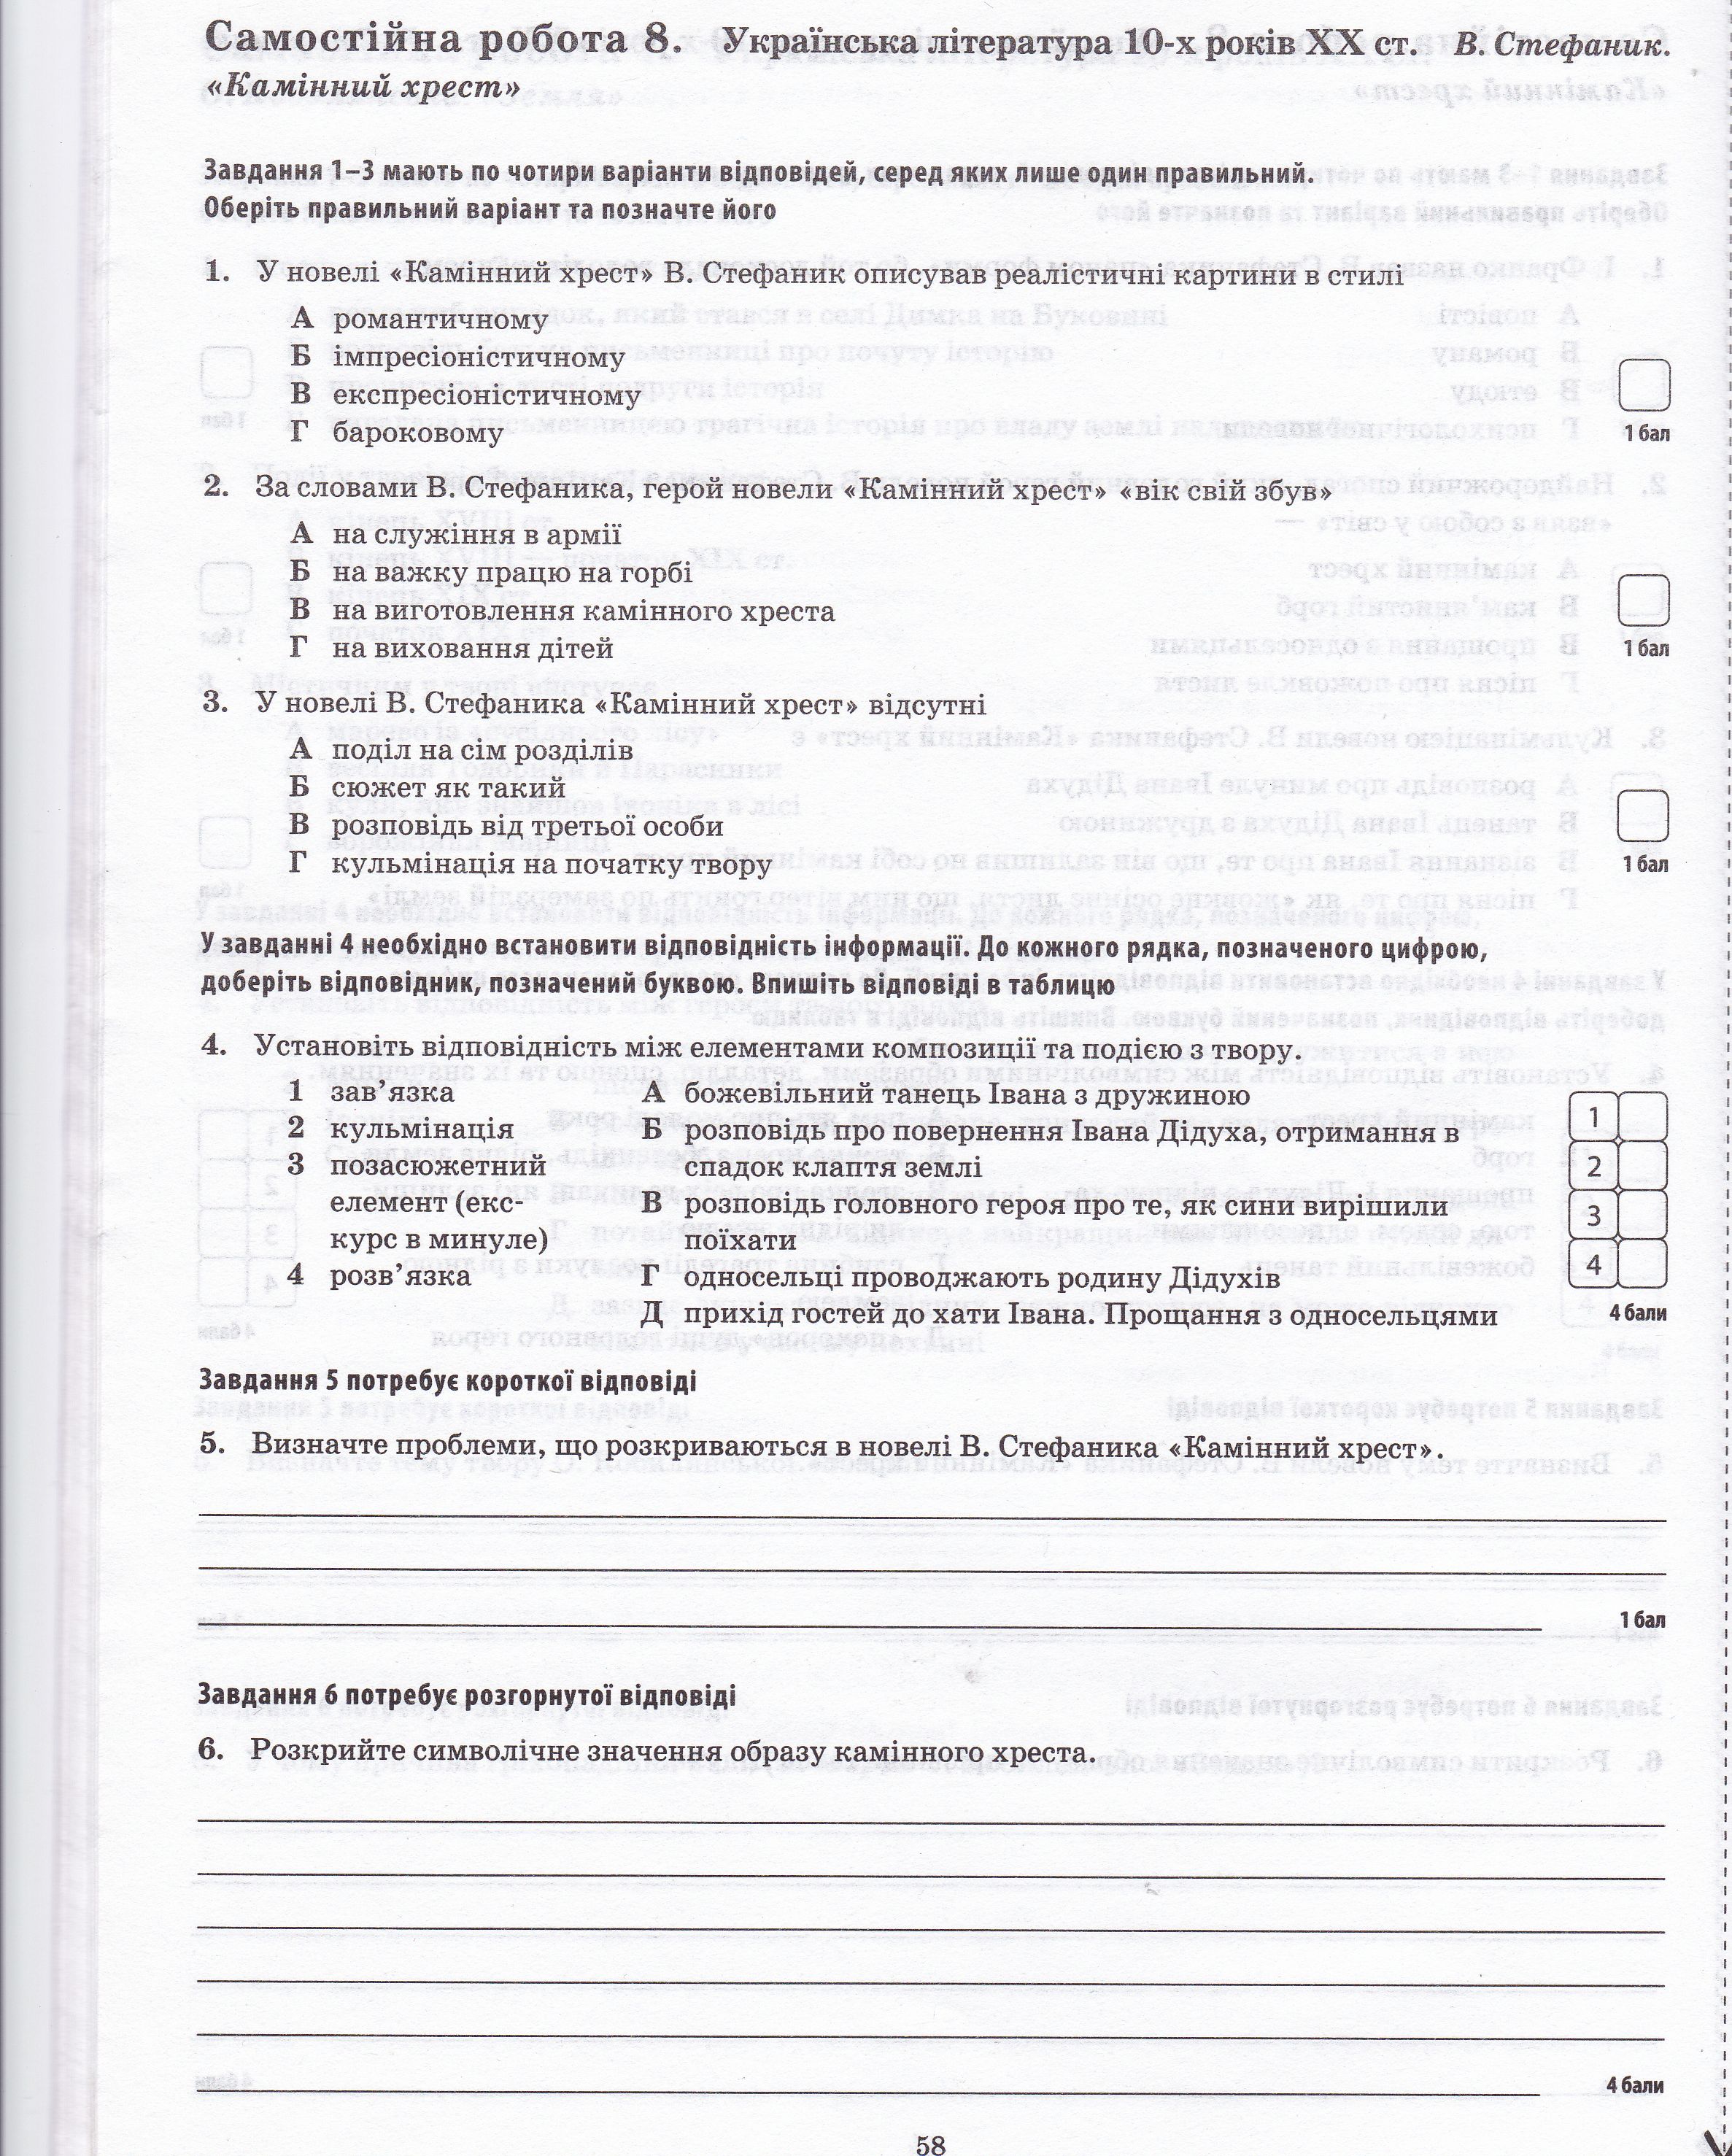 Самостійна робота 8. Українська література 10-х років ХХ ст. В. Стефаник.
«Камінний хрест»
Завдання 1–3 мають по чотири варіанти відповідей, серед яких лише один правильний.
Оберіть правильний варіант та позначте його
1. У новелі «Камінний хрест» В. Стефаник описував реалістичні картини в стилі
А романтичному
Б імпресіоністичному
В експресіоністичному
Г бароковому
1 бал
2. За словами В. Стефаника, герой новели «Камінний хрест» «вік свій збув»
А на служіння в армії
Б на важку працю на горбі
В на виготовлення камінного хреста
Г на виховання дітей
1 бал
3. У новелі В. Стефаника «Камінний хрест» відсутні
А поділ на сім розділів
Б сюжет як такий
В розповідь від третьої особи
Г кульмінація на початку твору
1 бал
У завданні 4 необхідно встановити відповідність інформації. До кожного рядка, позначеного цифрою,
доберіть відповідник, позначений буквою. Впишіть відповіді в таблицю
4. Установіть відповідність між елементами композиції та подією з твору.
1 зав’язка
2 кульмінація
3 позасюжетний
елемент (екс-
курс в минуле)
4 розв’язка
А божевільний танець Івана з дружиною
Б розповідь про повернення Івана Дідуха, отримання в
спадок клаптя землі
В розповідь головного героя про те, як сини вирішили
поїхати
Г односельці проводжають родину Дідухів
Д прихід гостей до хати Івана. Прощання з односельцями
1
2
3
4
4 бали
Завдання 5 потребує короткої відповіді
5. Визначте проблеми, що розкриваються в новелі В. Стефаника «Камінний хрест».
1 бал
Завдання 6 потребує розгорнутої відповіді
6. Розкрийте символічне значення образу камінного хреста.
4 бали
58